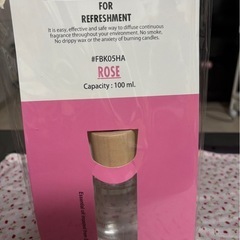 FOR
REFRESHMENT
It is easy, effective and safe way to diffuse continuous
fragrance throughout your environment. No smoke,
No drippy wax or the anxiety of burning candles.
#FBK05HA
ROSE
Capacity : 100 ml.